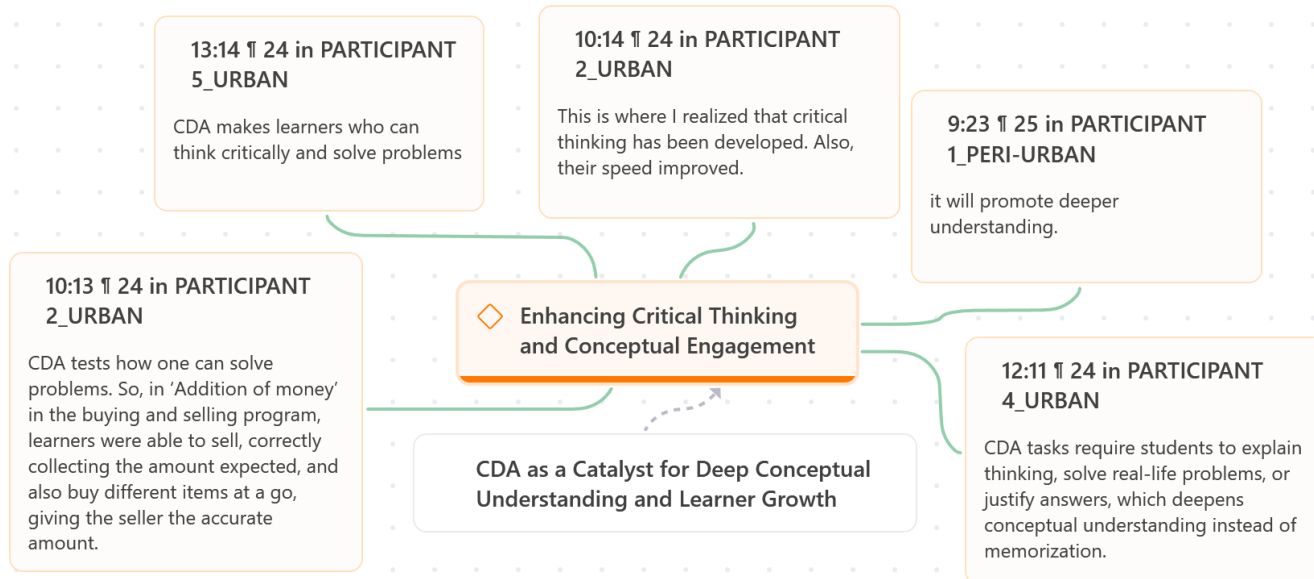 13:14 ¶ 24 in PARTICIPANT
5_URBAN
CDA makes learners who can
think critically and solve problems
10:14 ¶ 24 in PARTICIPANT
2_URBAN
This is where I realized that critical
thinking has been developed. Also,
their speed improved.
9:23 ¶ 25 in PARTICIPANT
1_PERI-URBAN
it will promote deeper
understanding.
10:13 ¶ 24 in PARTICIPANT
2_URBAN
CDA tests how one can solve
problems. So, in ‘Addition of money’
in the buying and selling program,
learners were able to sell, correctly
collecting the amount expected, and
also buy different items at a go,
giving the seller the accurate
amount.
Enhancing Critical Thinking
and Conceptual Engagement
12:11 ¶ 24 in PARTICIPANT
4_URBAN
CDA tasks require students to explain
thinking, solve real-life problems, or
justify answers, which deepens
conceptual understanding instead of
memorization.
CDA as a Catalyst for Deep Conceptual
Understanding and Learner Growth